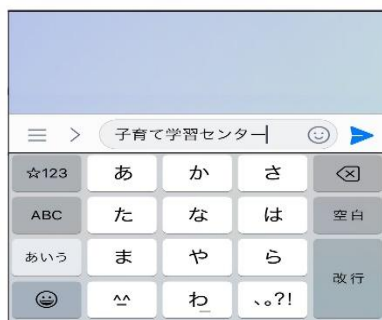 子育て学習センター
☆123 あ か さ
ABC た な は 空白
あいう ま や ら
改行
^^ わ_ 、。?!